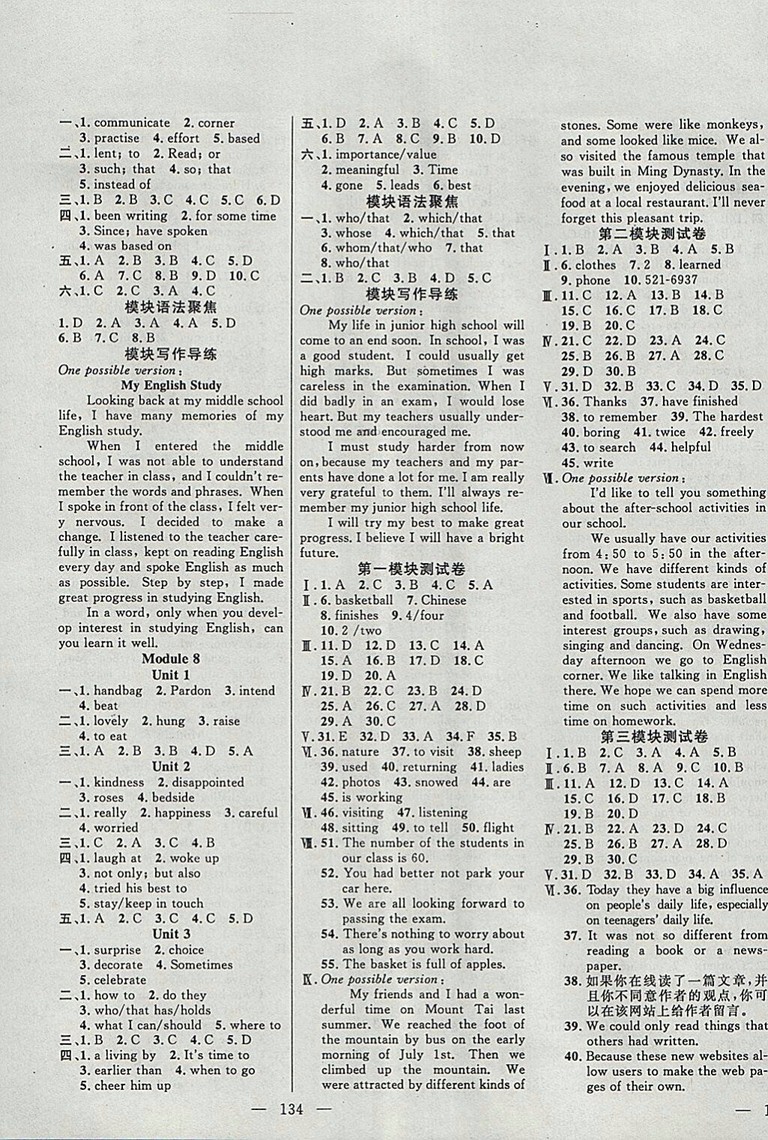 一、1. communicate 2. corner
3. practise 4. effort 5. based
二、1. lent; to 2. Read; or
3. such; that 4. so; that
5. instead of
三、1. B 2. B 3. C 4. C 5. C 6. D
四、1. been writing 2. for some time
3. Since; have spoken
4. was based on
五、1. A 2. B 3. B 4. C 5. D
6. A 7. C 8. B 9. D 10. C
六、1. C 2. C 3. A 4. C
模块语法聚焦
1. D 2. A 3. A 4. A 5. D
6. B 7. C 8. B
模块写作导练
One possible version:
My English Study
Looking back at my middle school
life, I have many memories of my
English study.
When I entered the middle
school, I was not able to understand
the teacher in class, and I couldn't re-
member the words and phrases. When
I spoke in front of the class, I felt ver-
y nervous. I decided to make a
change. I listened to the teacher care-
fully in class, kept on reading English
every day and spoke English as much
as possible. Step by step, I made
great progress in studying English.
In a word, only when you devel-
op interest in studying English, can
you learn it well.
Module 8
Unit 1
一、1. handbag 2. Pardon 3. intend
4. beat
二、1. lovely 2. hung 3. raise
4. to eat
三、1. A 2. B 3. B 4. D 5. A
Unit 2
一、1. kindness 2. disappointed
3. roses 4. bedside
二、1. really 2. happiness 3. careful
4. worried
三、1. C 2. A 3. C 4. B
四、1. laugh at 2. woke up
3. not only; but also
4. tried his best to
5. stay/keep in touch
五、1. A 2. C 3. C 4. C 5. D
Unit 3
一、1. surprise 2. choice
3. decorate 4. Sometimes
5. celebrate
二、1. how to 2. do they
3. who/that has/holds
4. what I can/should 5. where to
三、1. B 2. C 3. C 4. C 5. D
四、1. a living by 2. It's time to
3. earlier than 4. when to go
5. cheer him up
五、1. D 2. A 3. B 4. C 5. D
6. B 7. A 8. C 9. B 10. D
六、1. importance/value
2. meaningful 3. Time
4. gone 5. leads 6. best
模块语法聚焦
一、1. who/that 2. which/that
3. whose 4. which/that 5. that
6. whom/that/who 7. that
8. who/that
二、1. B 2. C 3. B 4. D 5. C
模块写作导练
One possible version:
My life in junior high school will
come to an end soon. In school, I was
a good student. I could usually get
high marks. But sometimes I was
careless in the examination. When I
did badly in an exam, I would lose
heart. But my teachers usually under-
stood me and encouraged me.
I must study harder from now
on, because my teachers and my par-
ents have done a lot for me. I am really
very grateful to them. I'll always re-
member my junior high school life.
I will try my best to make great
progress. I believe I will have a bright
future.
第一模块测试卷
Ⅰ. 1. A 2. C 3. B 4. C 5. A
Ⅱ. 6. basketball 7. Chinese
8. finishes 9. 4/four
10. 2 /two
Ⅲ. 11. D 12. D 13. C 14. A
15. A 16. B 17. D 18. C
19. D 20. A
Ⅳ. 21. B 22. C 23. B 24. D
25. A 26. C 27. A 28. D
29. A 30. C
Ⅴ. 31. E 32. D 33. A 34. F 35. B
Ⅵ. 36. nature 37. to visit 38. sheep
39. used 40. returning 41. ladies
42. photos 43. snowed 44. are
45. is working
Ⅶ. 46. visiting 47. listening
48. sitting 49. to tell 50. flight
Ⅷ. 51. The number of the students in
our class is 60.
52. You had better not park your
car here.
53. We are all looking forward to
passing the exam.
54. There's nothing to worry about
as long as you work hard.
55. The basket is full of apples.
Ⅸ. One possible version:
My friends and I had a won-
derful time on Mount Tai last
summer. We reached the foot of
the mountain by bus on the early
morning of July 1st. Then we
climbed up the mountain. We
were attracted by different kinds of
stones. Some were like monkeys,
and some looked like mice. We al-
so visited the famous temple that
was built in Ming Dynasty. In the
evening, we enjoyed delicious sea-
food at a local restaurant. I'll never
forget this pleasant trip.
第二模块测试卷
Ⅰ. 1. B 2. A 3. B 4. A 5. B
Ⅱ. 6. clothes 7. 2 8. learned
9. phone 10. 521-6937
Ⅲ. 11. C 12. A 13. B 14. B
15. C 16. C 17. B 18. C
19. B 20. C
Ⅳ. 21. C 22. D 23. A 24. C
25. B 26. B 27. A 28. C
29. D 30. B
Ⅴ. 31. D 32. B 33. C 34. D 35. D
Ⅵ. 36. Thanks 37. have finished
38. to remember 39. The hardest
40. boring 41. twice 42. freely
43. to search 44. helpful
45. write
Ⅶ. One possible version:
I'd like to tell you something
about the after-school activities in
our school.
We usually have our activities
from 4:50 to 5:50 in the after-
noon. We have different kinds of
activities. Some students are inter-
ested in sports, such as basketball
and football. We also have some
interest groups, such as drawing,
singing and dancing. On Wednes-
day afternoon we go to English
corner. We like talking in English
there. We hope we can spend more
time on such activities and less
time on homework.
第三模块测试卷
Ⅰ. 1. B 2. C 3. A 4. A 5. B
Ⅱ. 6. B 7. A 8. A 9. C 10. B
Ⅲ. 11. A 12. D 13. C 14. A
15. C 16. D 17. C 18. B
19. B 20. D
Ⅳ. 21. B 22. A 23. D 24. C
25. B 26. B 27. A 28. D
29. B 30. C
Ⅴ. 31. D 32. B 33. D 34. A 35. A
Ⅵ. 36. Today they have a big influence
on people's daily life, especially
on teenagers' daily life.
37. It was not so different from
reading a book or a news-
paper.
38. 如果你在线读了一篇文章,并
且你不同意作者的观点,你可
以在该网站上给作者留言。
39. We could only read things that
others had written.
40. Because these new websites al-
low users to make the web pa-
ges of their own.
— 134 —